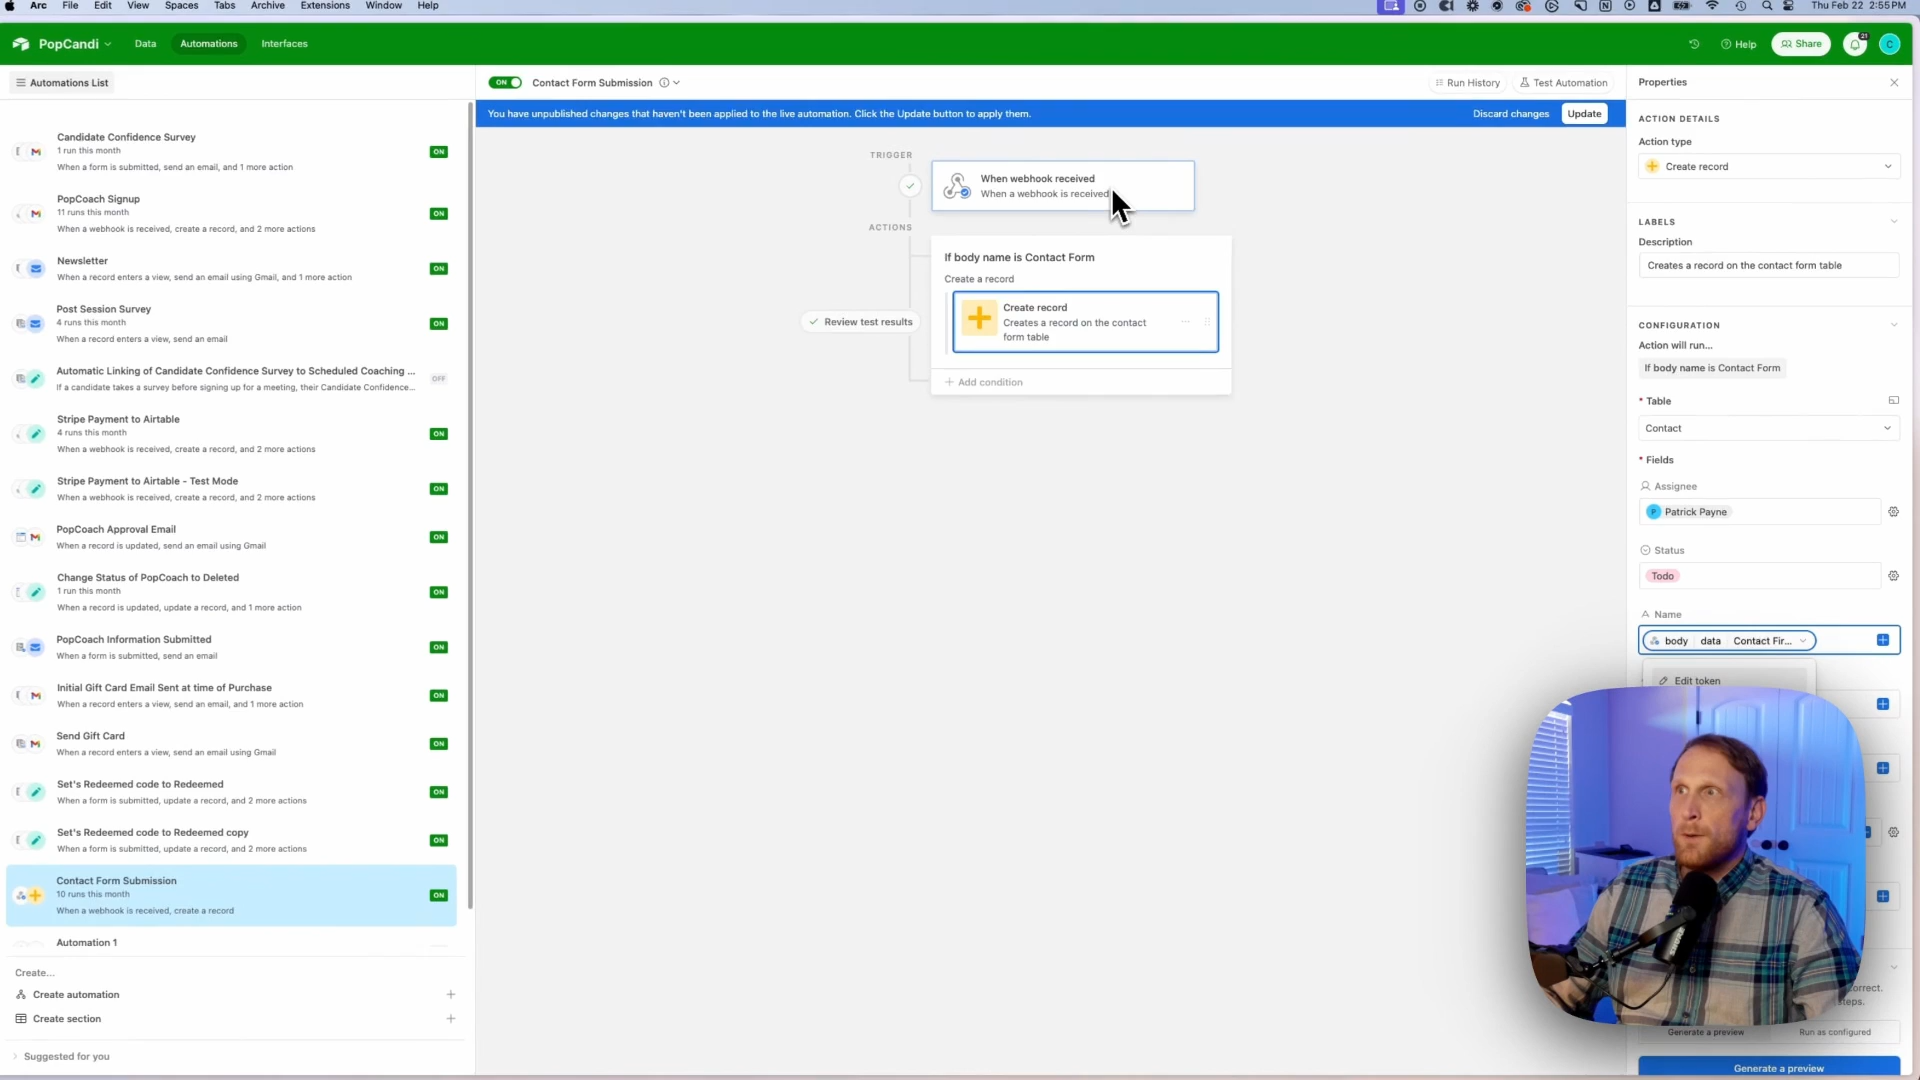 Arc File Edit View Spaces Tabs Archive Extensions Window Help
Thu Feb 22 2:55 PM
PopCandi
Data
Automations
Interfaces
Help
Share
21
C
Automations List
ON
Contact Form Submission
Run History
Test Automation
Properties
You have unpublished changes that haven't been applied to the live automation. Click the Update button to apply them.
Discard changes
Update
Candidate Confidence Survey
1 run this month
When a form is submitted, send an email, and 1 more action
ON
PopCoach Signup
11 runs this month
When a webhook is received, create a record, and 2 more actions
ON
Newsletter
When a record enters a view, send an email using Gmail, and 1 more action
ON
Post Session Survey
4 runs this month
When a record enters a view, send an email
ON
Automatic Linking of Candidate Confidence Survey to Scheduled Coaching ...
If a candidate takes a survey before signing up for a meeting, their Candidate Confidence...
OFF
Stripe Payment to Airtable
4 runs this month
When a webhook is received, create a record, and 2 more actions
ON
Stripe Payment to Airtable - Test Mode
When a webhook is received, create a record, and 2 more actions
ON
PopCoach Approval Email
When a record is updated, send an email using Gmail
ON
Change Status of PopCoach to Deleted
1 run this month
When a record is updated, update a record, and 1 more action
ON
PopCoach Information Submitted
When a form is submitted, send an email
ON
Initial Gift Card Email Sent at time of Purchase
When a record enters a view, send an email, and 1 more action
ON
Send Gift Card
When a record enters a view, send an email using Gmail
ON
Set's Redeemed code to Redeemed
When a form is submitted, update a record, and 2 more actions
ON
Set's Redeemed code to Redeemed copy
When a form is submitted, update a record, and 2 more actions
ON
Contact Form Submission
10 runs this month
When a webhook is received, create a record
ON
Automation 1
Create...
Create automation
Create section
Suggested for you
TRIGGER
When webhook received
When a webhook is received
ACTIONS
If body name is Contact Form
Create a record
Create record
Creates a record on the contact
form table
Review test results
Add condition
ACTION DETAILS
Action type
Create record
LABELS
Description
Creates a record on the contact form table
CONFIGURATION
Action will run...
If body name is Contact Form
* Table
Contact
* Fields
Assignee
P Patrick Payne
Status
Todo
Name
body data Contact Fir...
Edit token
correct.
steps.
Generate a preview
Run as configured
Generate a preview